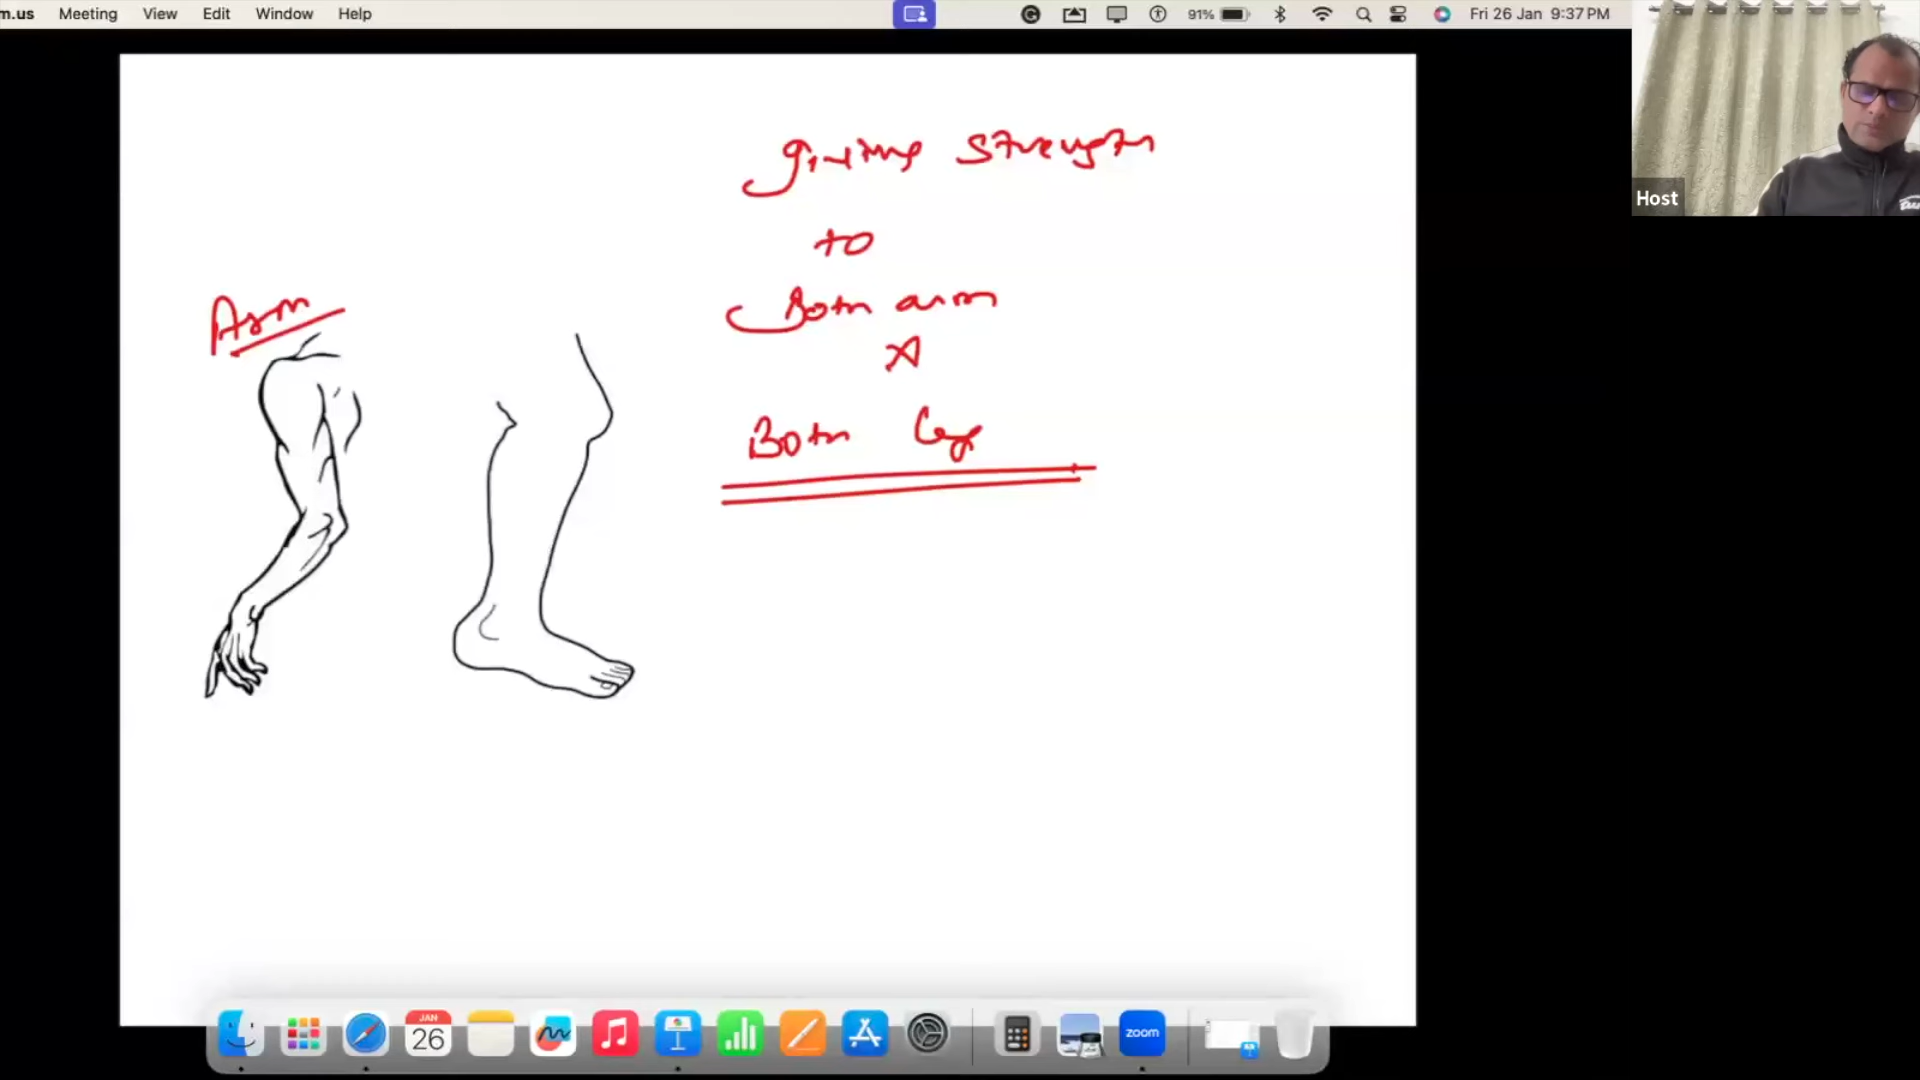 m.us Meeting View Edit Window Help 91% Fri 26 Jan 9:37 PM
Host
Giving Strength
to
Both arm
&
Both Leg
Arm
JAN
26
zoom